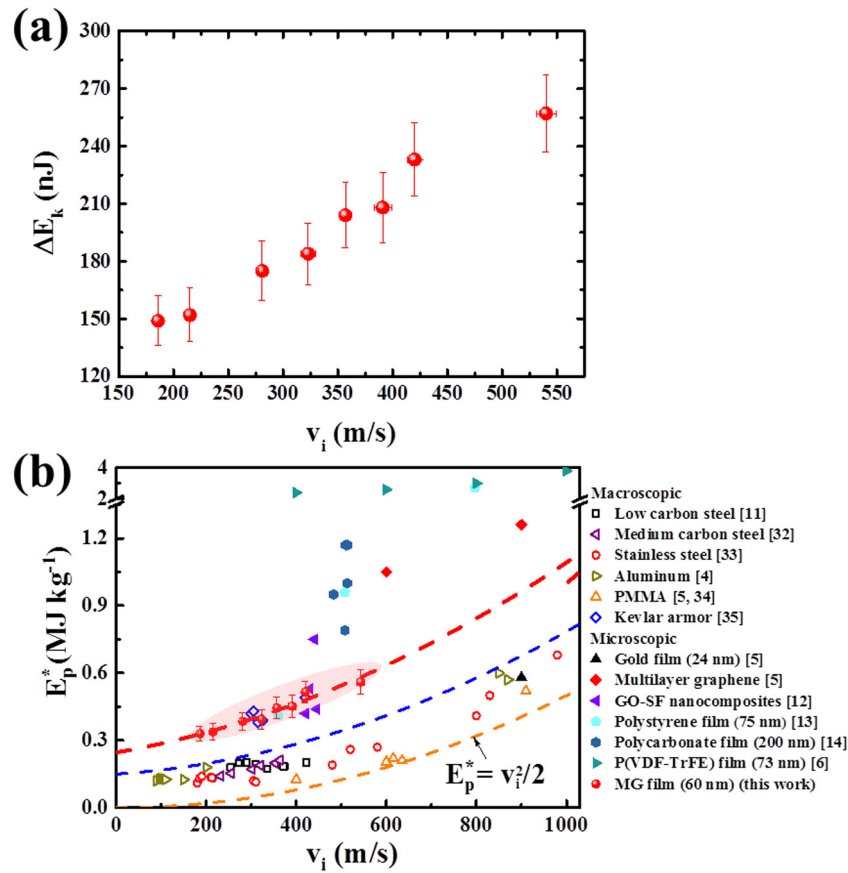 (a)
300
270
240
210
180
150
120
ΔE_k (nJ)
150 200 250 300 350 400 450 500 550
v_i (m/s)
(b)
4
2
1.2
0.9
0.6
0.3
0.0
E_p^* (MJ kg^-1)
E_p^* = v_i^2/2
0 200 400 600 800 1000
v_i (m/s)
Macroscopic
Low carbon steel [11]
Medium carbon steel [32]
Stainless steel [33]
Aluminum [4]
PMMA [5, 34]
Kevlar armor [35]
Microscopic
Gold film (24 nm) [5]
Multilayer graphene [5]
GO-SF nanocomposites [12]
Polystyrene film (75 nm) [13]
Polycarbonate film (200 nm) [14]
P(VDF-TrFE) film (73 nm) [6]
MG film (60 nm) (this work)